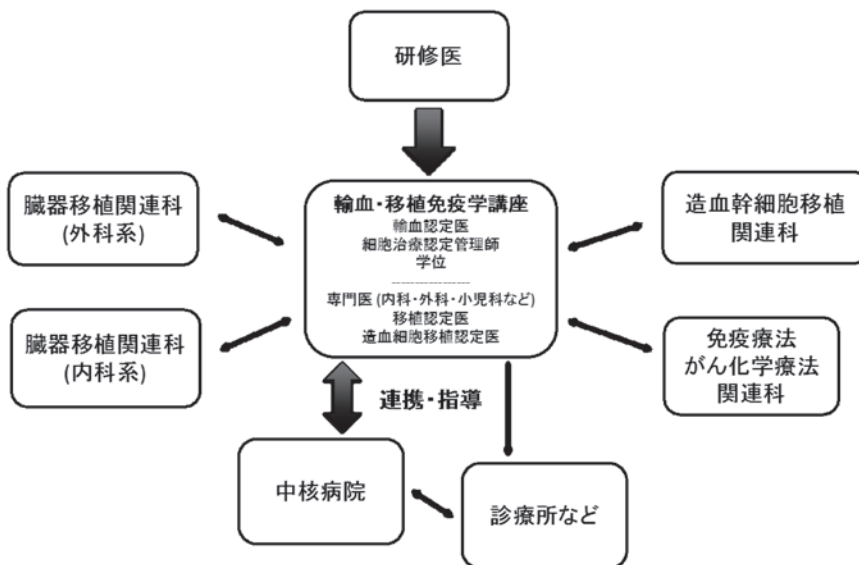 研修医
臓器移植関連科
(外科系)
輸血・移植免疫学講座
輸血認定医
細胞治療認定管理師
学位
専門医(内科・外科・小児科など)
移植認定医
造血細胞移植認定医
造血幹細胞移植
関連科
臓器移植関連科
(内科系)
免疫療法
がん化学療法
関連科
連携・指導
中核病院
診療所など